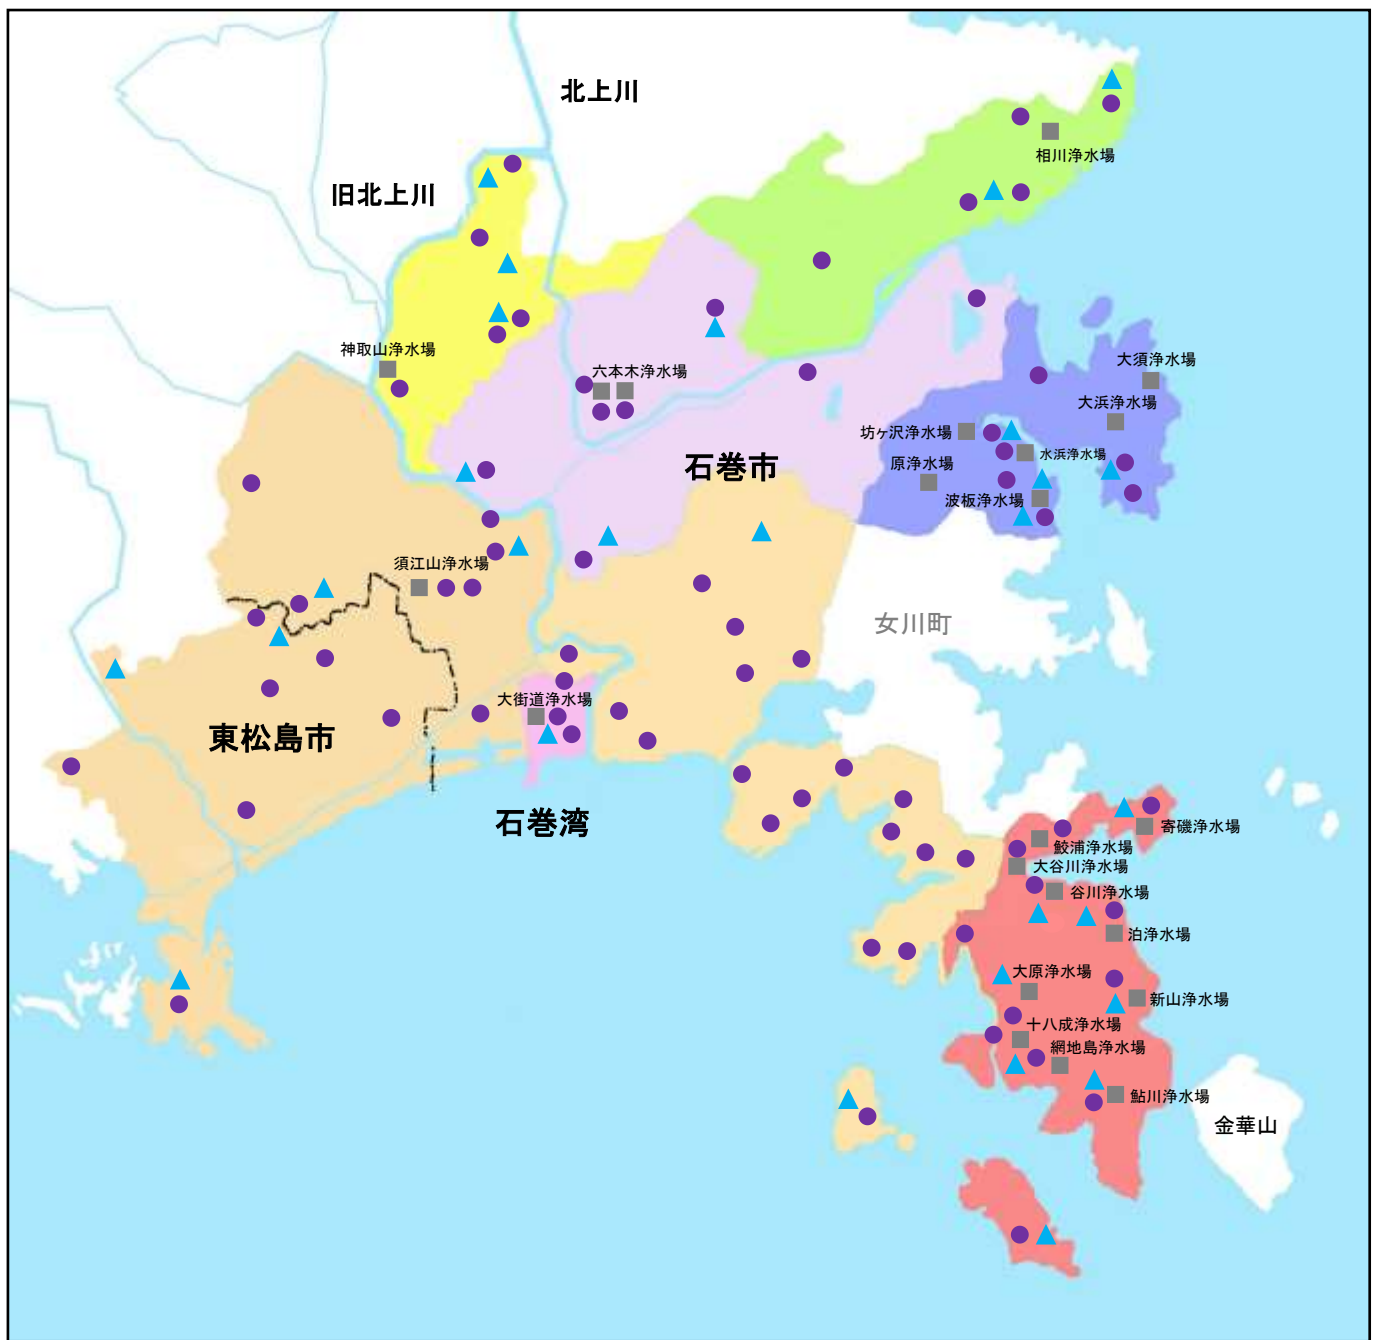 北上川
相川浄水場
旧北上川
神取山浄水場
六本木浄水場
大須浄水場
大浜浄水場
坊ヶ沢浄水場
水浜浄水場
原浄水場
石巻市
波板浄水場
須江山浄水場
女川町
大街道浄水場
東松島市
石巻湾
寄磯浄水場
鮫浦浄水場
大谷川浄水場
谷川浄水場
泊浄水場
大原浄水場
新山浄水場
十八成浄水場
網地島浄水場
鮎川浄水場
金華山